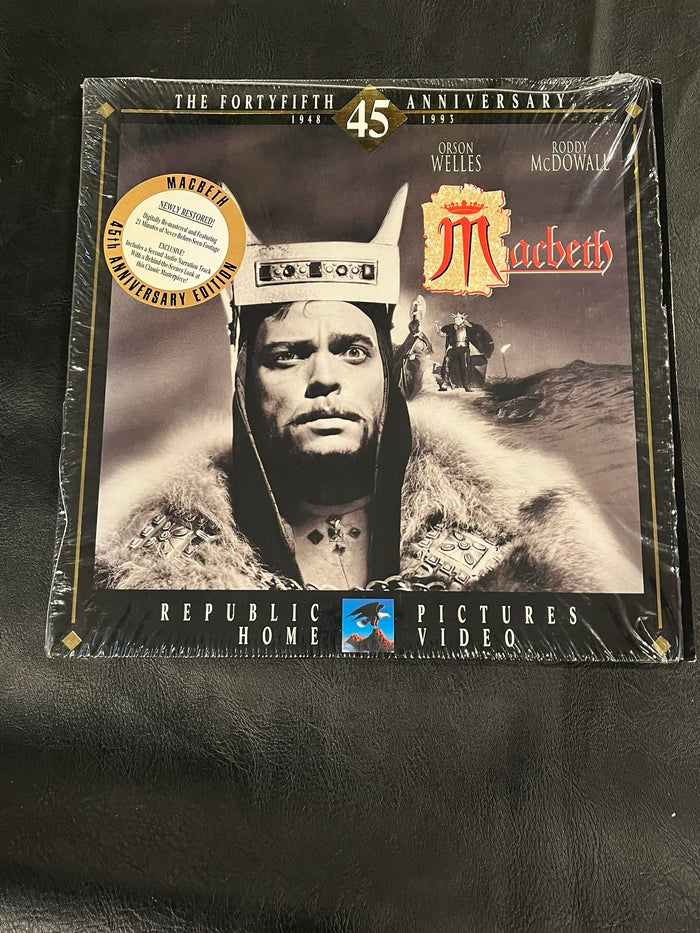 THE FORTYFIFTH 45 ANNIVERSARY
1948 1993
ORSON WELLES
RODDY McDOWALL
Macbeth
MACBETH
NEWLY RESTORED!
Digitally Re-mastered and Featuring
21 Minutes of Never-Before-Seen Footage
EXCLUSIVE!
Includes a Second Audio Narration Track
With a Behind-the-Scenes Look at
this Classic Masterpiece!
45th ANNIVERSARY EDITION
REPUBLIC PICTURES
HOME VIDEO